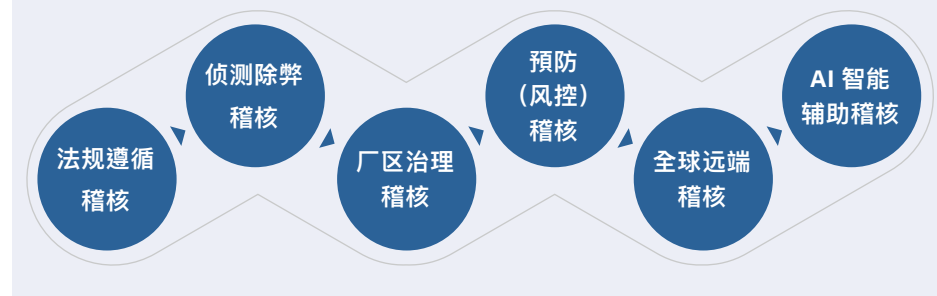 法规遵循
稽核
侦测除弊
稽核
厂区治理
稽核
預防
（风控）
稽核
全球远端
稽核
AI 智能
辅助稽核